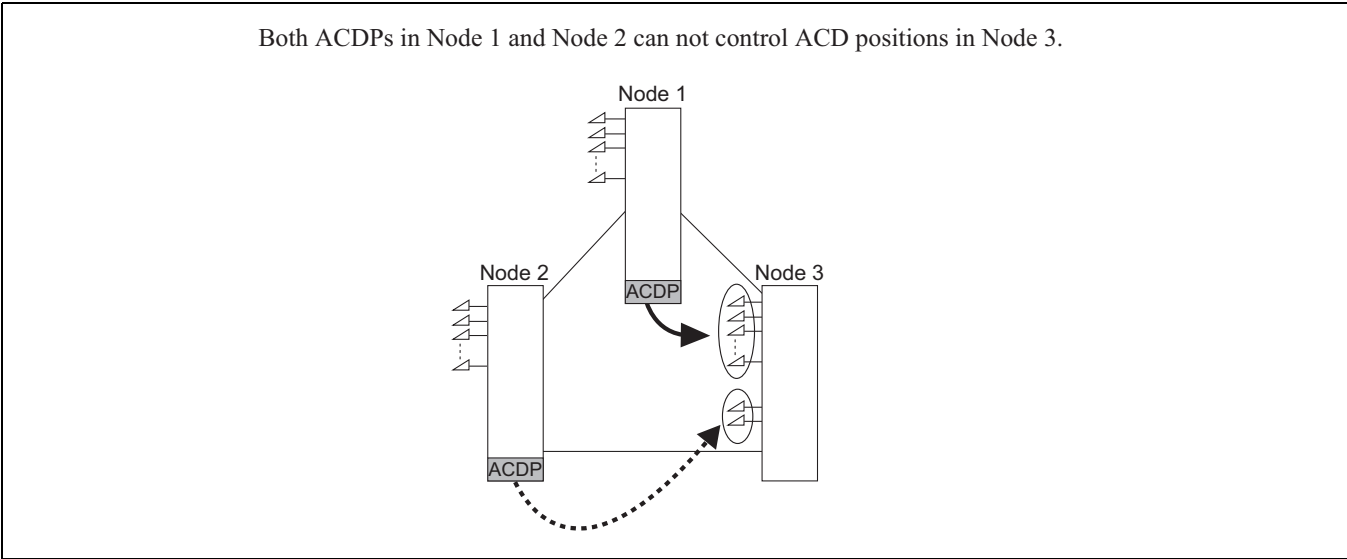 Both ACDPs in Node 1 and Node 2 can not control ACD positions in Node 3.
Node 1
ACDP
Node 2
ACDP
Node 3